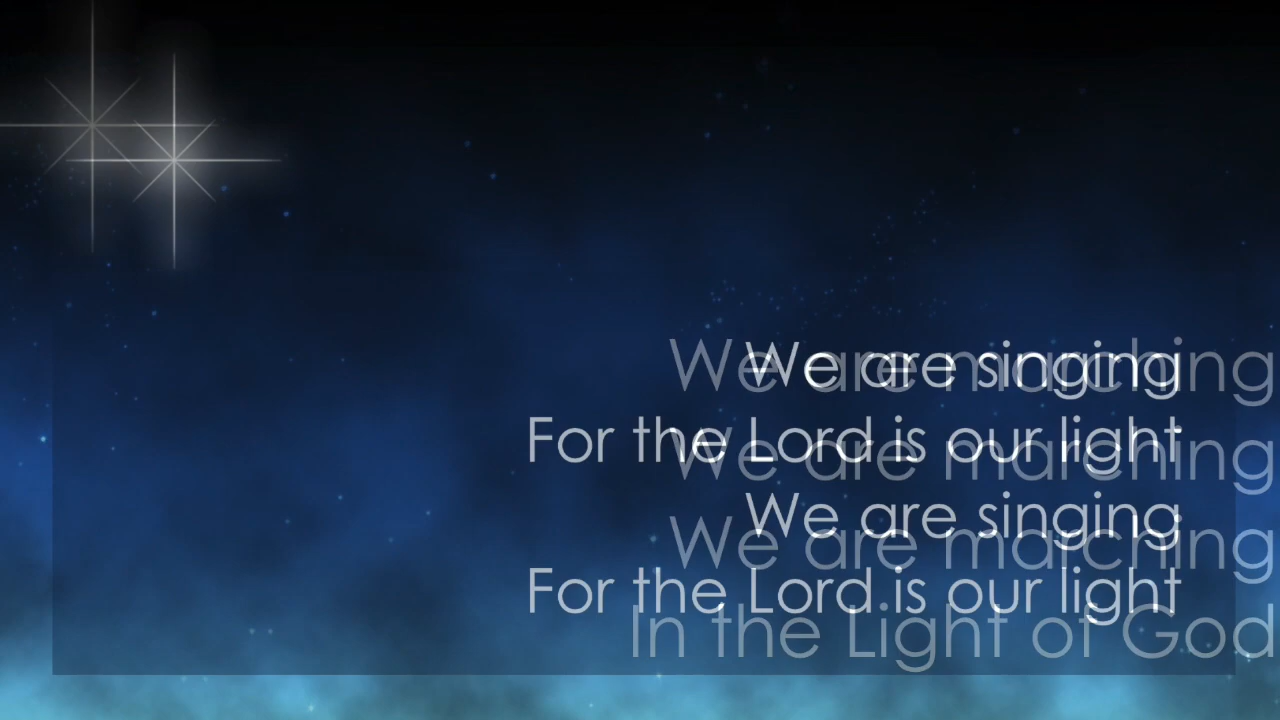 We are singing
For the Lord is our light
We are singing
For the Lord is our light
We are marching
We are marching
We are marching
In the Light of God